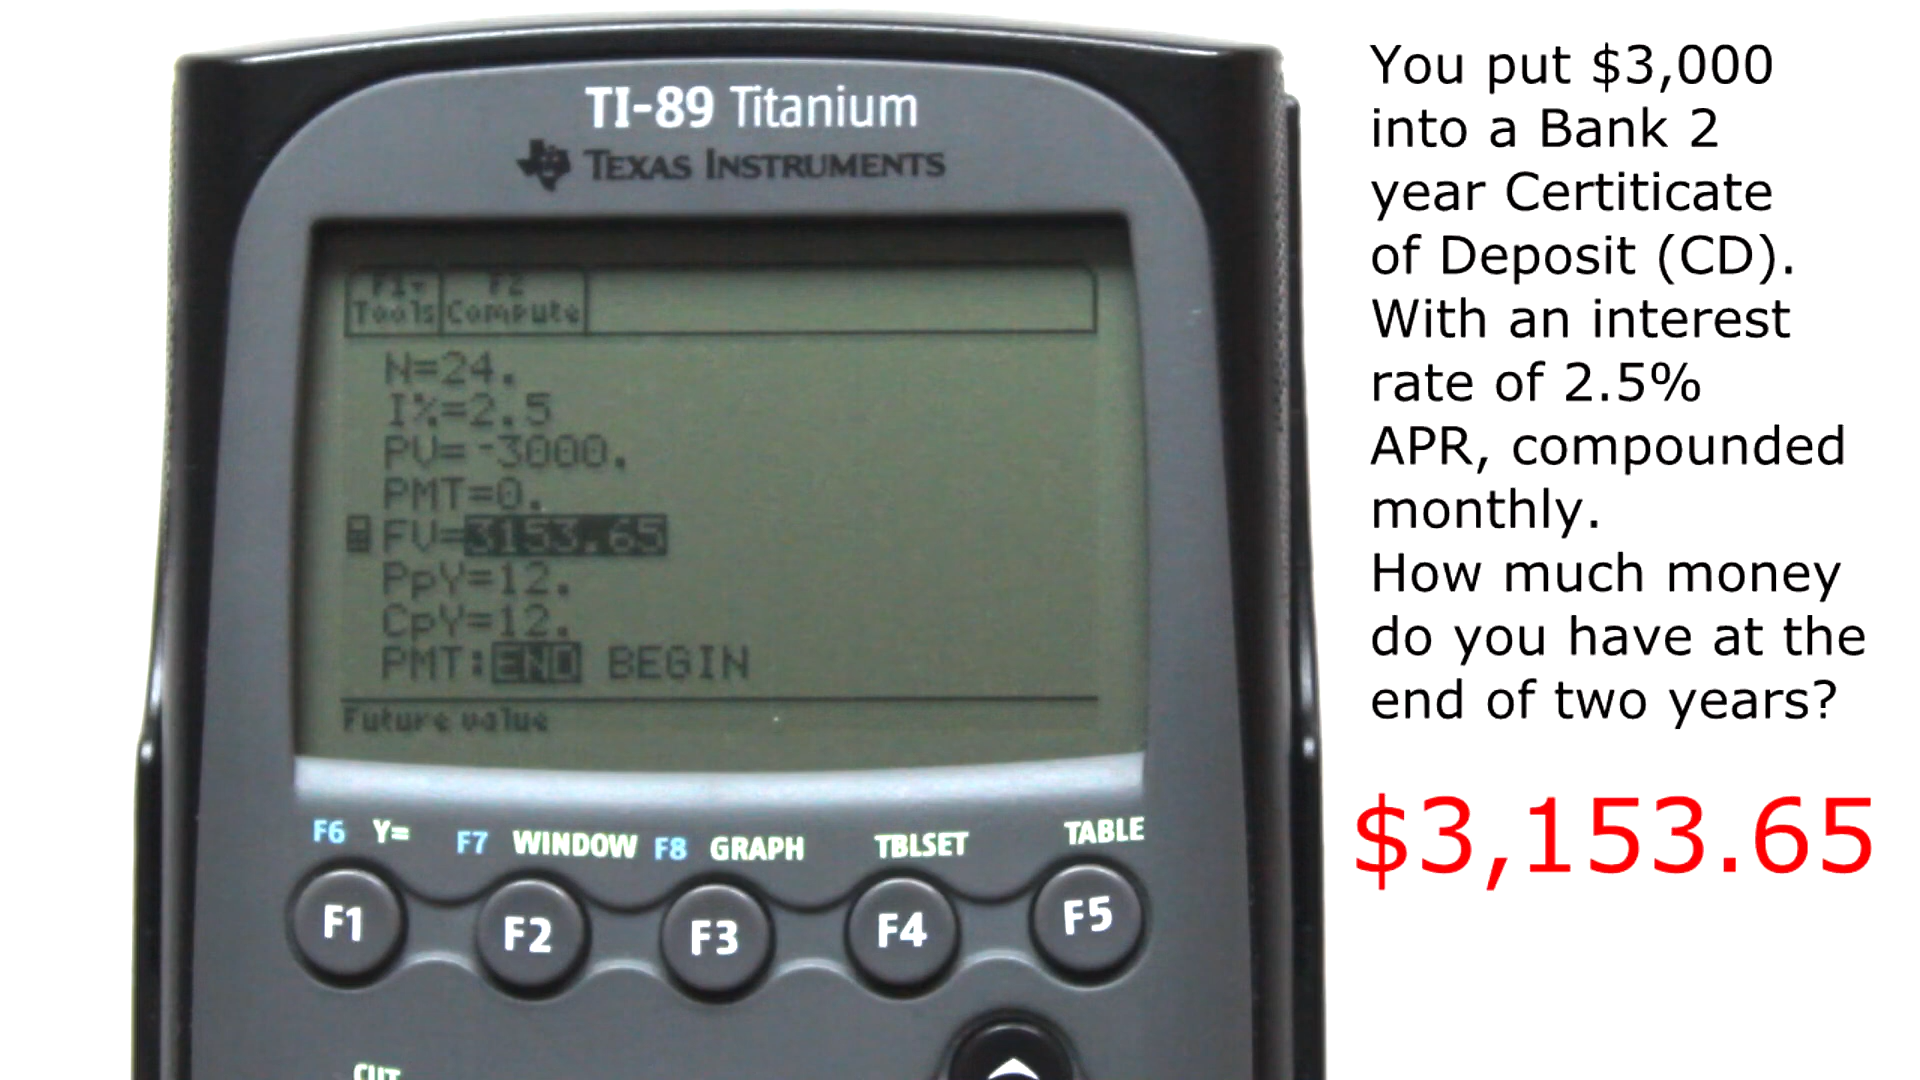 TI-89 Titanium
TEXAS INSTRUMENTS
F1 F2
Tools Compute
N=24.
I%=2.5
PV=-3000.
PMT=0.
FV=3153.65
PpY=12.
CpY=12.
PMT:END BEGIN
Future value
F6 Y= F7 WINDOW F8 GRAPH TBLSET TABLE
F1 F2 F3 F4 F5
CUT
You put $3,000
into a Bank 2
year Certiticate
of Deposit (CD).
With an interest
rate of 2.5%
APR, compounded
monthly.
How much money
do you have at the
end of two years?
$3,153.65